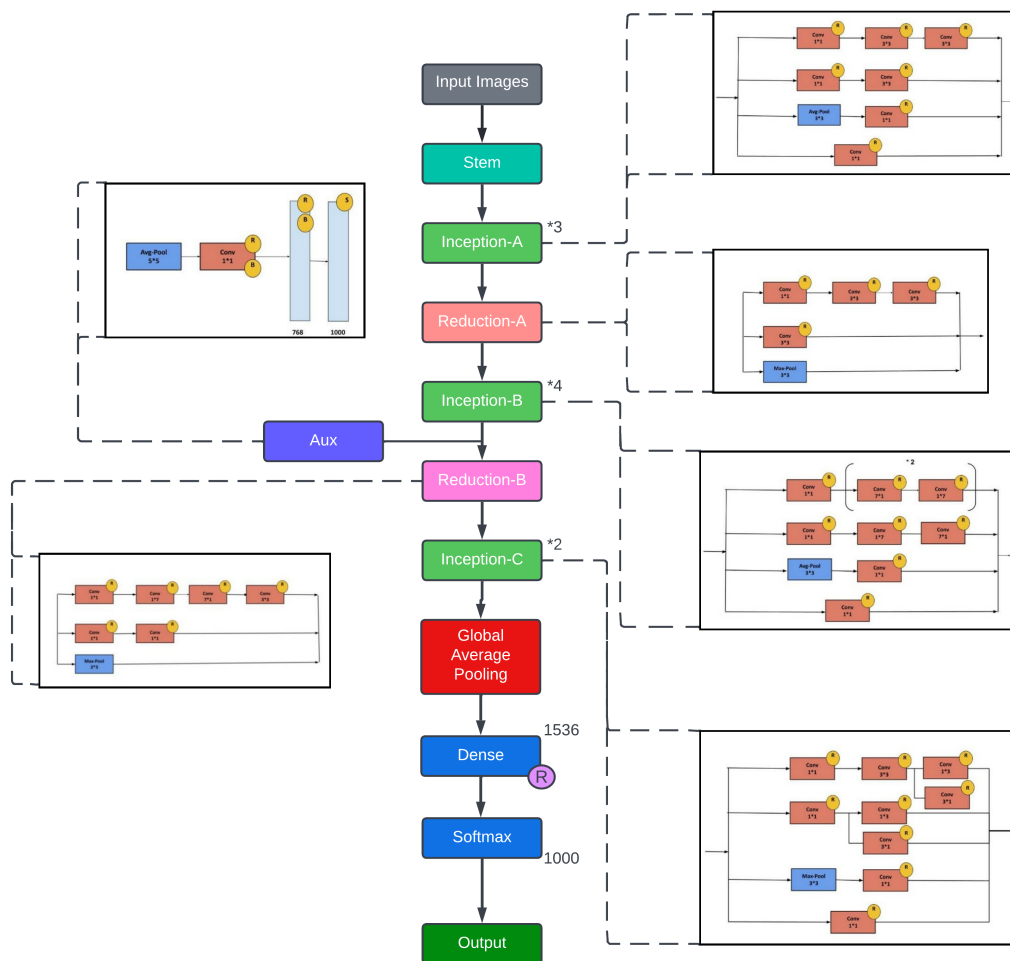 Input Images
Stem
Inception-A
*3
Reduction-A
Inception-B
*4
Aux
Reduction-B
Inception-C
*2
Global
Average
Pooling
1536
Dense
R
Softmax
1000
Output
R
R
R
Conv
1*1
Conv
3*3
Conv
3*3
R
R
Conv
1*1
Conv
3*3
R
Avg-Pool
3*3
Conv
1*1
R
Conv
1*1
R
R
S
B
R
Avg-Pool
5*5
Conv
1*1
B
768
1000
R
R
R
Conv
1*1
Conv
3*3
Conv
3*3
R
Conv
3*3
Max-Pool
3*3
* 2
R
R
R
Conv
1*1
Conv
7*1
Conv
1*7
R
R
R
Conv
1*1
Conv
1*7
Conv
7*1
R
Avg-Pool
3*3
Conv
1*1
R
Conv
1*1
R
R
R
R
Conv
1*1
Conv
1*7
Conv
7*1
Conv
3*3
R
R
Conv
1*1
Conv
1*1
Max-Pool
3*3
R
R
R
Conv
1*1
Conv
3*3
Conv
1*3
R
Conv
3*1
R
R
Conv
1*1
Conv
1*3
R
Conv
3*1
R
Max-Pool
3*3
Conv
1*1
R
Conv
1*1